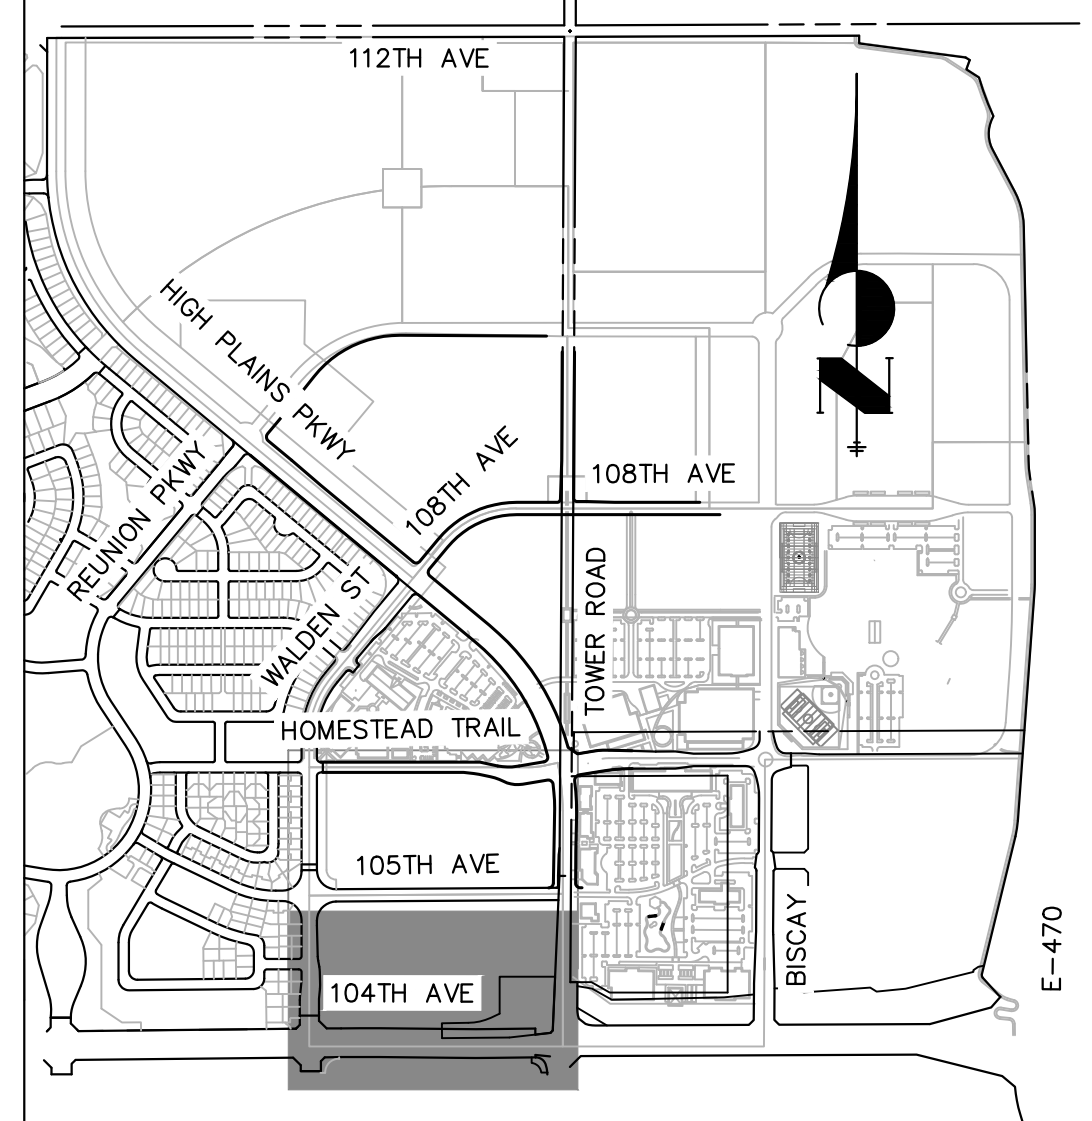 112TH AVE
HIGH PLAINS PKWY
108TH AVE
108TH AVE
REUNION PKWY
WALDEN ST
TOWER ROAD
HOMESTEAD TRAIL
105TH AVE
BISCAY
E-470
104TH AVE
N